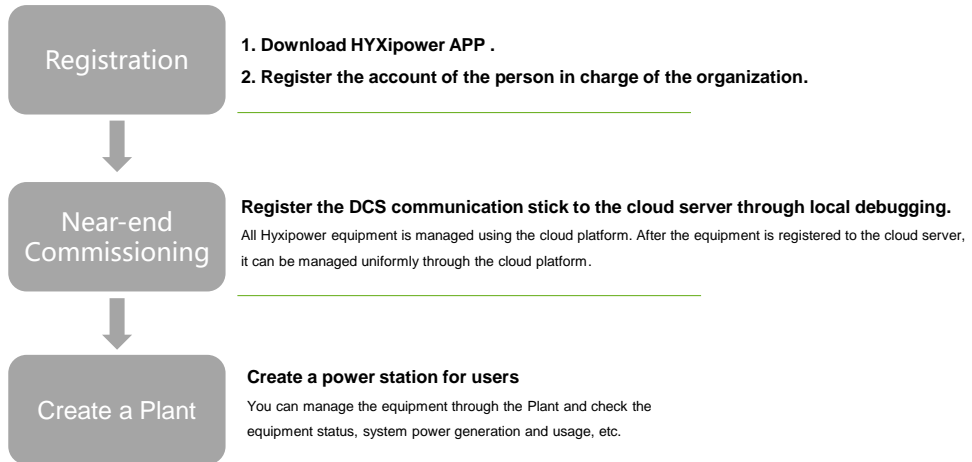 Registration
1. Download HYXipower APP .
2. Register the account of the person in charge of the organization.
Near-end
Commissioning
Register the DCS communication stick to the cloud server through local debugging.
All Hyxipower equipment is managed using the cloud platform. After the equipment is registered to the cloud server,
it can be managed uniformly through the cloud platform.
Create a Plant
Create a power station for users
You can manage the equipment through the Plant and check the
equipment status, system power generation and usage, etc.